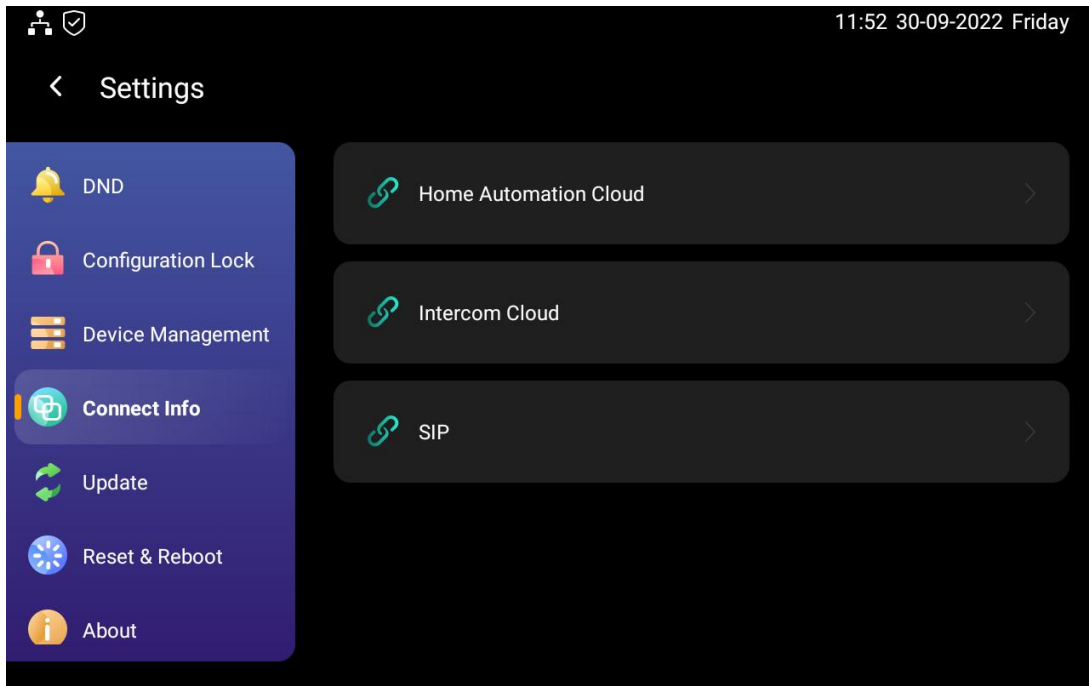 11:52 30-09-2022 Friday
Settings
DND
Configuration Lock
Device Management
Connect Info
Update
Reset & Reboot
About
Home Automation Cloud
Intercom Cloud
SIP